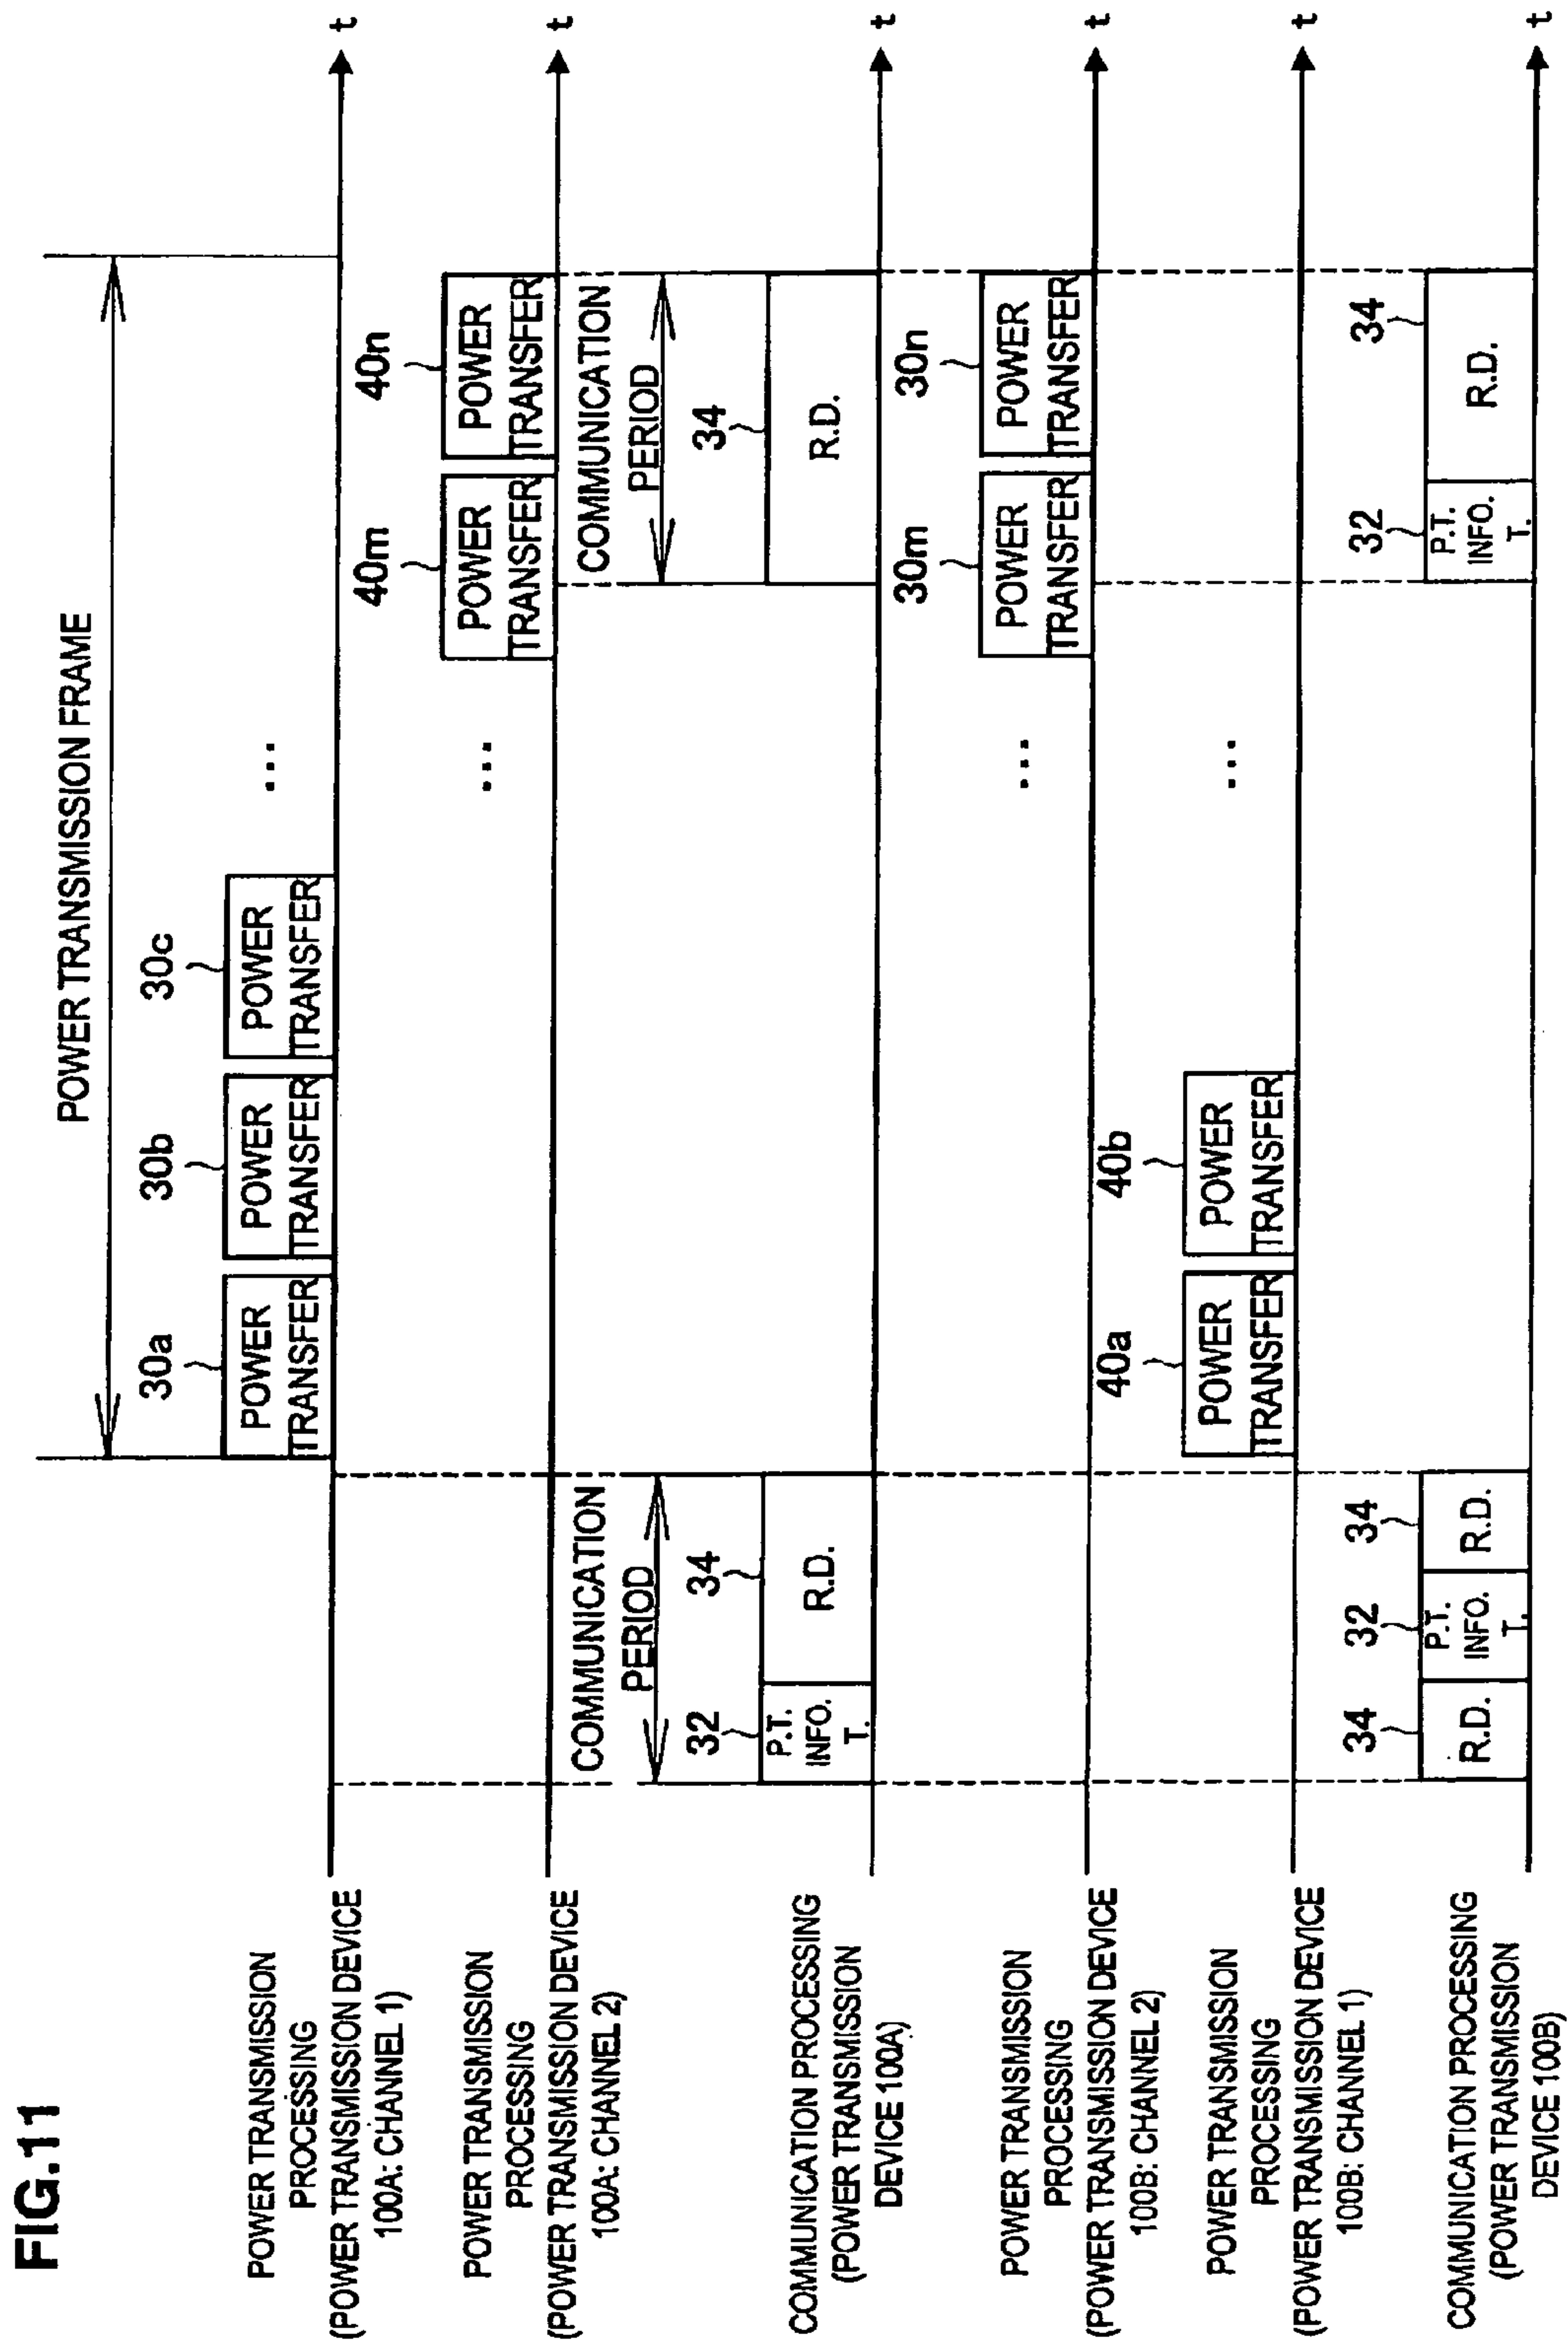 FIG.11
POWER TRANSMISSION FRAME
30a
30b
30c
POWER
TRANSFER
POWER
TRANSFER
POWER
TRANSFER
...
POWER TRANSMISSION
PROCESSING
(POWER TRANSMISSION DEVICE
100A: CHANNEL 1)
t
40m
40n
...
POWER
TRANSFER
POWER
TRANSFER
POWER TRANSMISSION
PROCESSING
(POWER TRANSMISSION DEVICE
100A: CHANNEL 2)
t
COMMUNICATION
PERIOD
COMMUNICATION
PERIOD
32
34
34
P.T.
INFO.
T.
R.D.
R.D.
COMMUNICATION PROCESSING
(POWER TRANSMISSION
DEVICE 100A)
t
30m
30n
...
POWER
TRANSFER
POWER
TRANSFER
POWER TRANSMISSION
PROCESSING
(POWER TRANSMISSION DEVICE
100B: CHANNEL 2)
t
40a
40b
POWER
TRANSFER
POWER
TRANSFER
...
POWER TRANSMISSION
PROCESSING
(POWER TRANSMISSION DEVICE
100B: CHANNEL 1)
t
34
32
34
32
34
R.D.
P.T.
INFO.
T.
R.D.
P.T.
INFO.
T.
R.D.
COMMUNICATION PROCESSING
(POWER TRANSMISSION
DEVICE 100B)
t